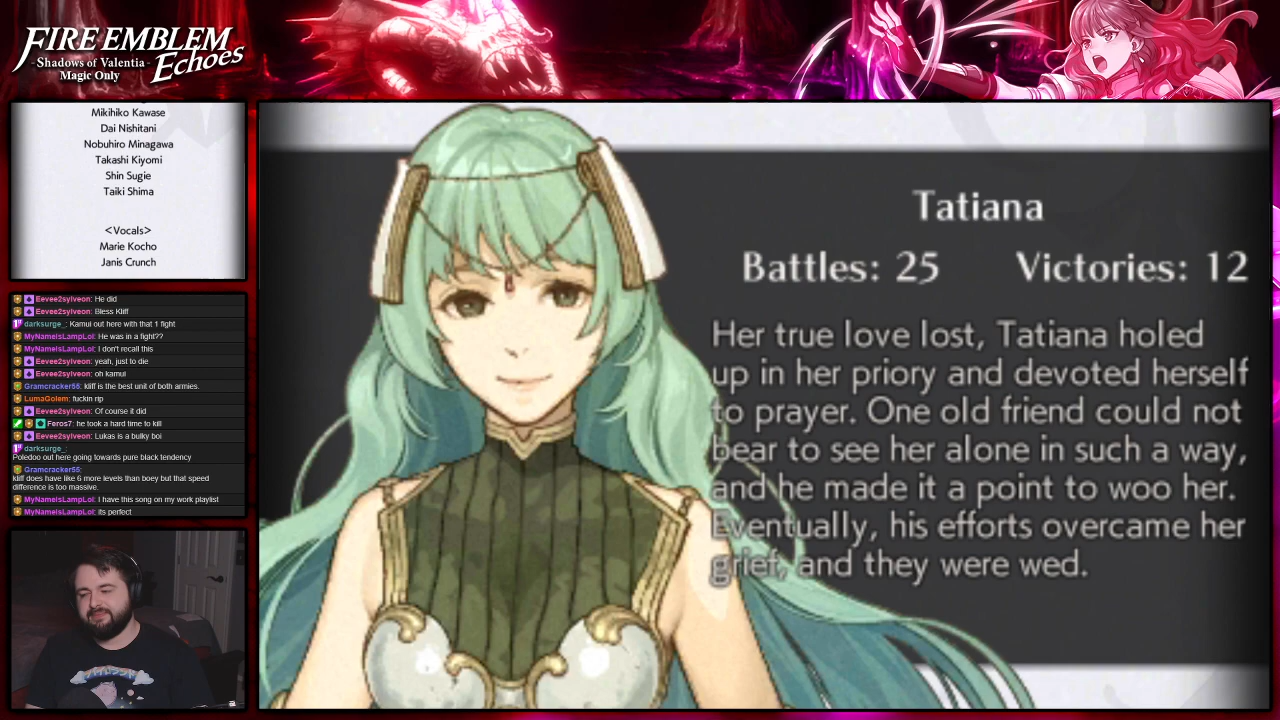 FIRE EMBLEM
Echoes
- Shadows of Valentia -
Magic Only
Mikihiko Kawase
Dai Nishitani
Nobuhiro Minagawa
Takashi Kiyomi
Shin Sugie
Taiki Shima
<Vocals>
Marie Kocho
Janis Crunch
Eevee2sylveon: He did
Eevee2sylveon: Bless Kliff
darksurge_: Kamui out here with that 1 fight
MyNameIsLampLol: He was in a fight??
MyNameIsLampLol: I don't recall this
Eevee2sylveon: yeah, just to die
Eevee2sylveon: oh kamui
Gramcracker55: kliff is the best unit of both armies.
LumaGolem: fuckin rip
Eevee2sylveon: Of course it did
Feros7: he took a hard time to kill
Eevee2sylveon: Lukas is a bulky boi
darksurge_:
Poledoo out here going towards pure black tendency
Gramcracker55:
kliff does have like 6 more levels than boey but that speed
difference is too massive.
MyNameIsLampLol: I have this song on my work playlist
MyNameIsLampLol: its perfect
Tatiana
Battles: 25 Victories: 12
Her true love lost, Tatiana holed
up in her priory and devoted herself
to prayer. One old friend could not
bear to see her alone in such a way,
and he made it a point to woo her.
Eventually, his efforts overcame her
grief, and they were wed.